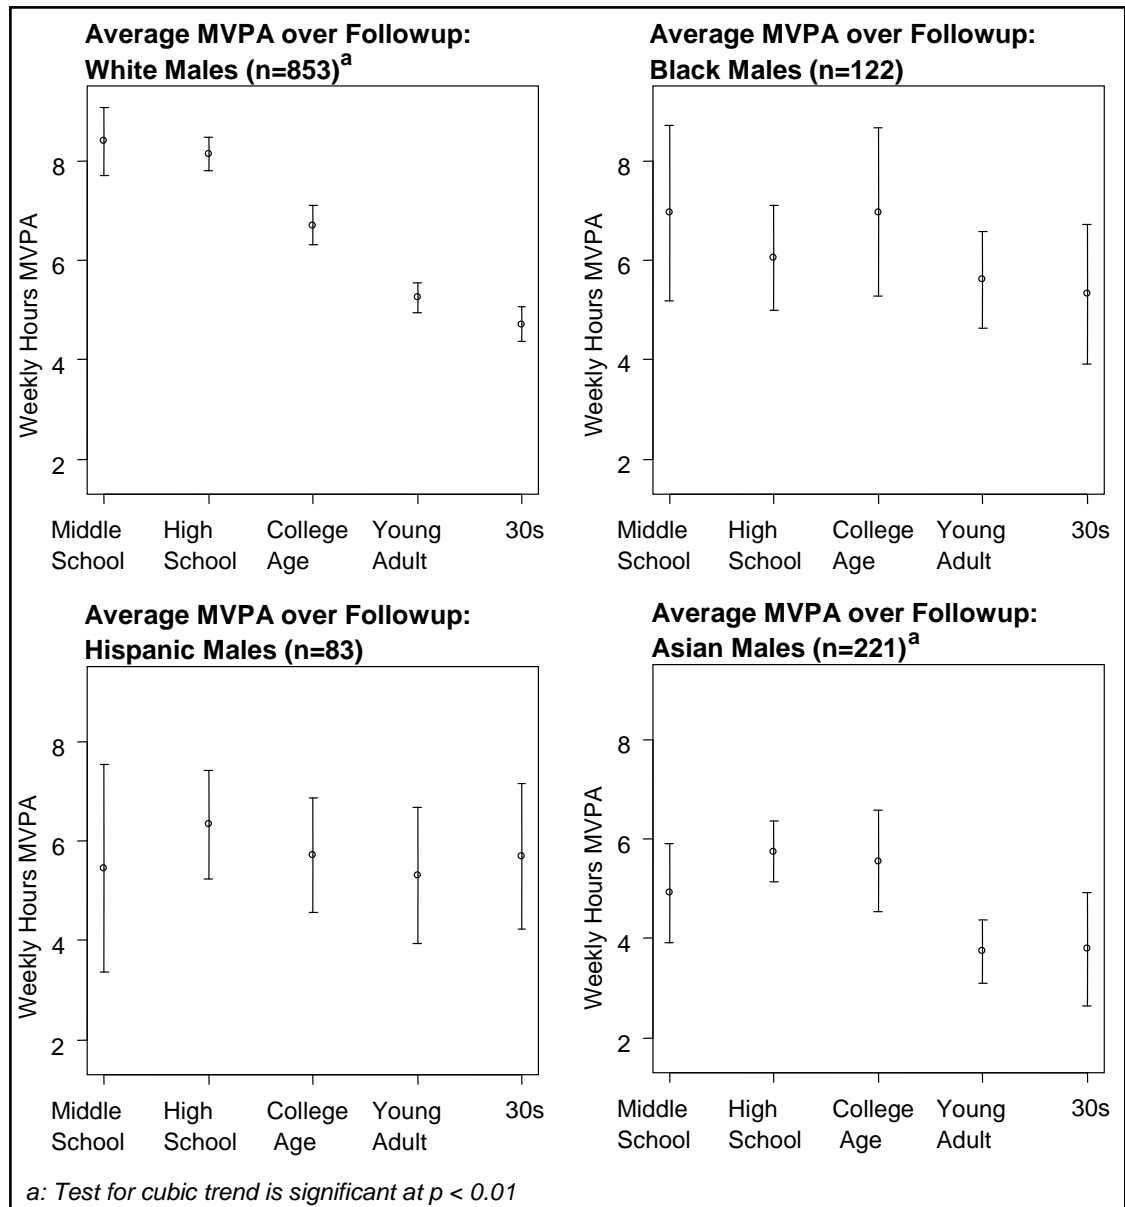 Average MVPA over Followup:
White Males (n=853)a
Weekly Hours MVPA
8
6
4
2
Middle School
High School
College Age
Young Adult
30s
Average MVPA over Followup:
Black Males (n=122)
Weekly Hours MVPA
8
6
4
2
Middle School
High School
College Age
Young Adult
30s
Average MVPA over Followup:
Hispanic Males (n=83)
Weekly Hours MVPA
8
6
4
2
Middle School
High School
College Age
Young Adult
30s
Average MVPA over Followup:
Asian Males (n=221)a
Weekly Hours MVPA
8
6
4
2
Middle School
High School
College Age
Young Adult
30s
a: Test for cubic trend is significant at p < 0.01